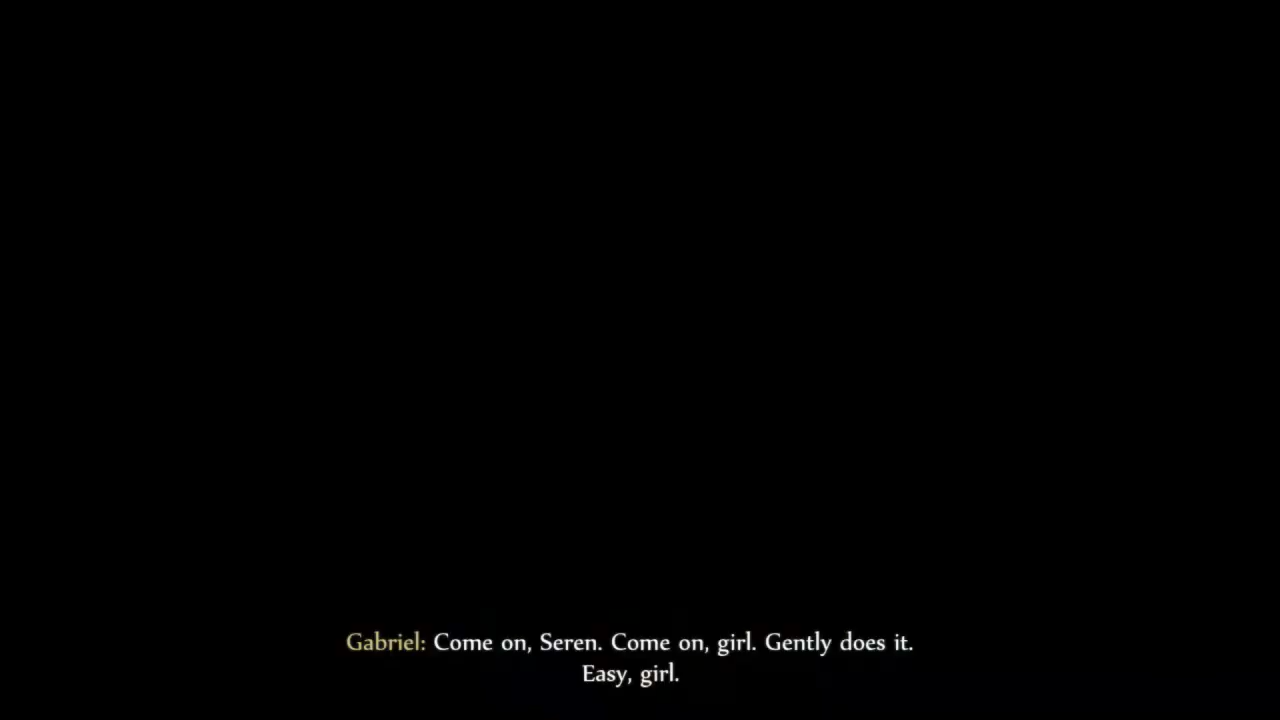 Gabriel: Come on, Seren. Come on, girl. Gently does it.
Easy, girl.